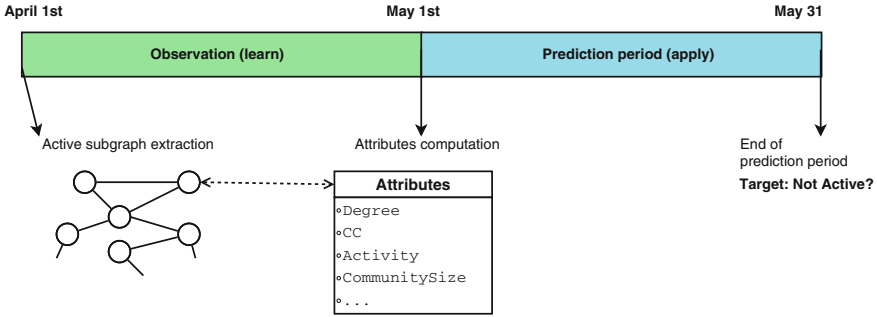 April 1st
May 1st
May 31
Observation (learn)
Prediction period (apply)
Active subgraph extraction
Attributes computation
End of
prediction period
Target: Not Active?
Attributes
Degree
CC
Activity
CommunitySize
...